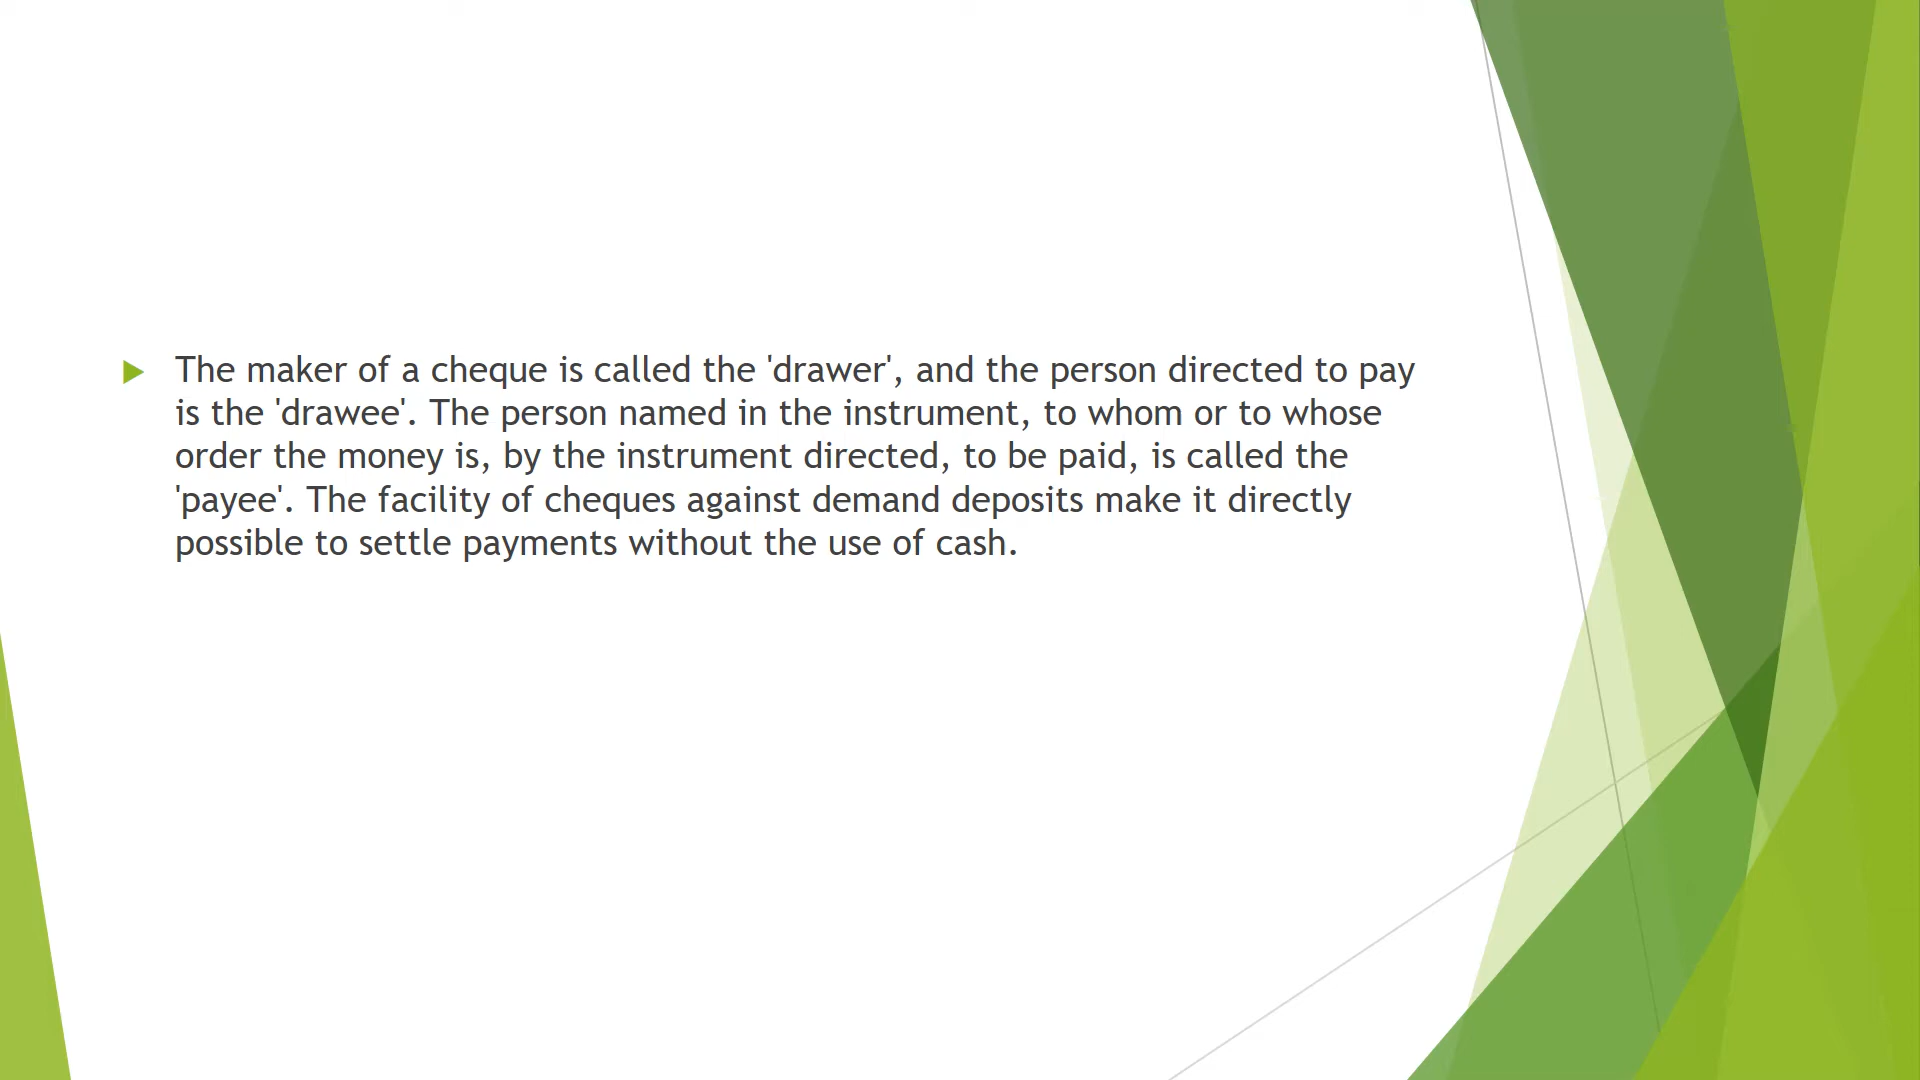 The maker of a cheque is called the 'drawer', and the person directed to pay
is the 'drawee'. The person named in the instrument, to whom or to whose
order the money is, by the instrument directed, to be paid, is called the
'payee'. The facility of cheques against demand deposits make it directly
possible to settle payments without the use of cash.